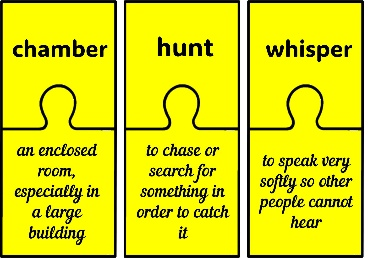 chamber
an enclosed
room,
especially in
a large
building
hunt
to chase or
search for
something in
order to catch
it
whisper
to speak very
softly so other
people cannot
hear